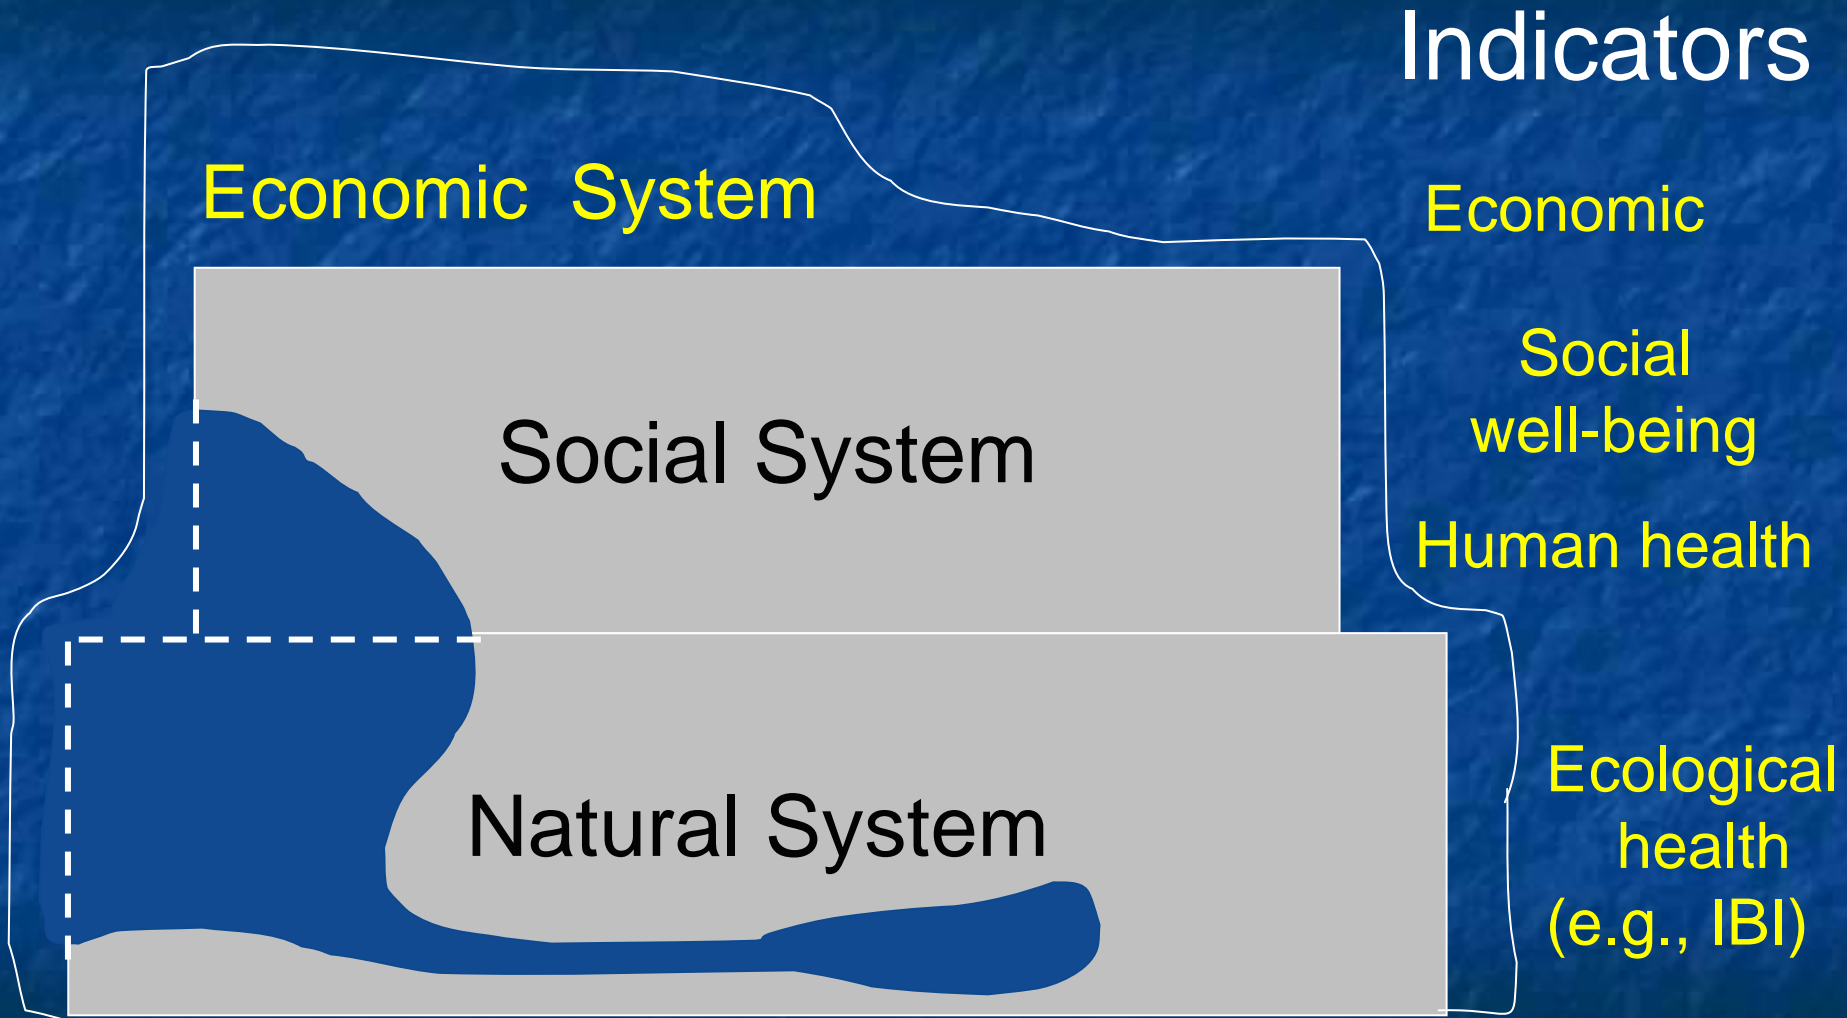 Indicators
Economic System
Economic
Social
well-being
Social System
Human health
Natural System
Ecological
health
(e.g., IBI)